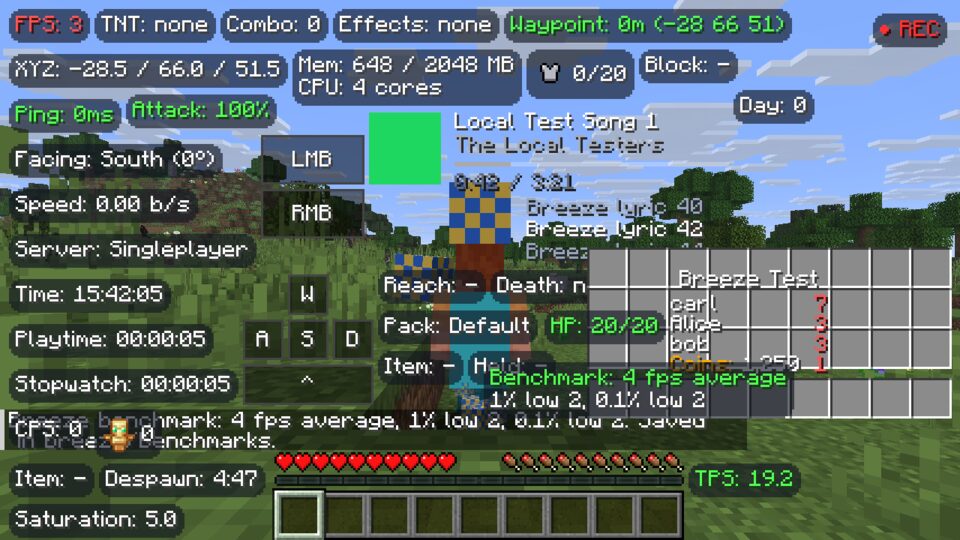 FPS: 3 TNT: none Combo: 0 Effects: none Waypoint: 0m (-28 66 51) REC
XYZ: -28.5 / 66.0 / 51.5 Mem: 648 / 2048 MB 0/20 Block: -
CPU: 4 cores
Ping: 0ms Attack: 100% Day: 0
Local Test Song 1
The Local Testers
Facing: South (0°) LMB
0:42 / 3:21
Speed: 0.00 b/s RMB
Breeze lyric 40
Breeze lyric 42
Server: Singleplayer Breeze
Reach: - Death: n
Breeze Test
Time: 15:42:05 W
carl 7
Alice 3
bob 3
Coins: 1,250 1
Pack: Default HP: 20/20
Playtime: 00:00:05 A S D
Item: - Held: -
Stopwatch: 00:00:05 ^
Benchmark: 4 fps average
1% low 2, 0.1% low 2
Breeze benchmark: 4 fps average, 1% low 2, 0.1% low 2. Saved
in Breeze benchmarks.
CPS: 0 0
Item: - Despawn: 4:47 TPS: 19.2
Saturation: 5.0